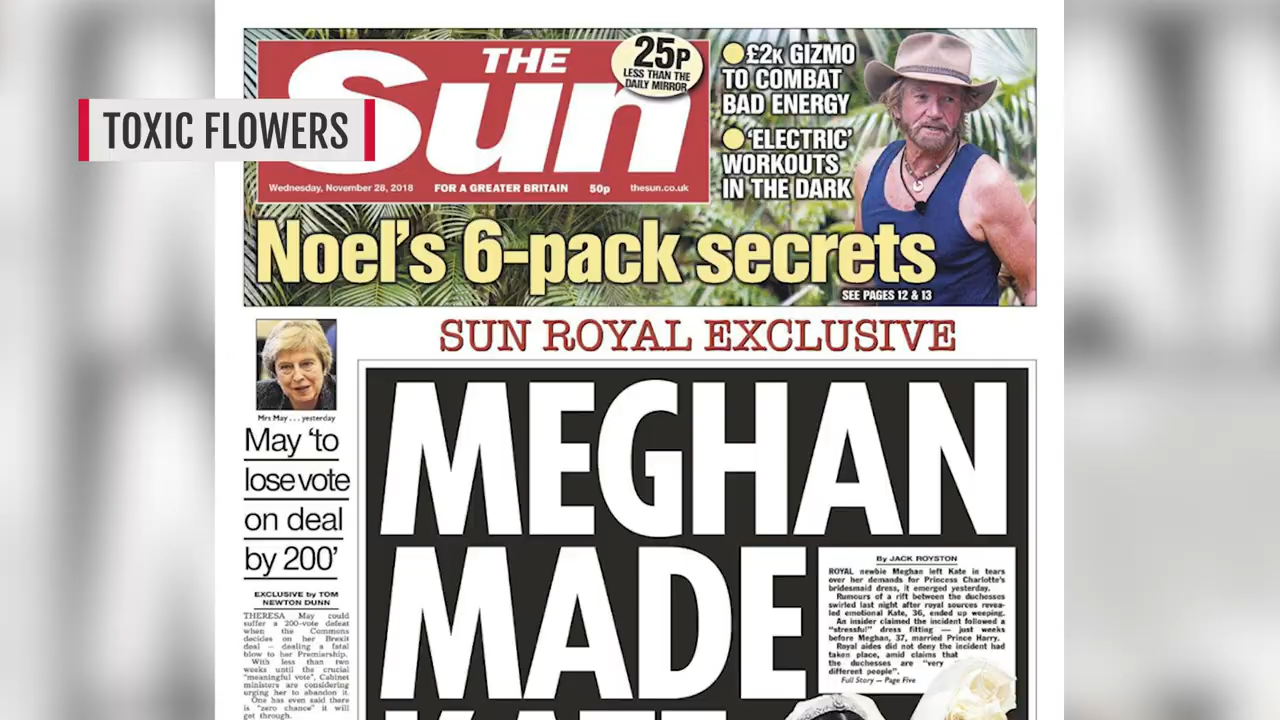 TOXIC FLOWERS
THE
Sun
25P
LESS THAN THE
DAILY MIRROR
Wednesday, November 28, 2018
FOR A GREATER BRITAIN
50p
thesun.co.uk
£2K GIZMO
TO COMBAT
BAD ENERGY
'ELECTRIC'
WORKOUTS
IN THE DARK
Noel's 6-pack secrets
SEE PAGES 12 & 13
SUN ROYAL EXCLUSIVE
Mrs May . . . yesterday
May 'to
lose vote
on deal
by 200'
EXCLUSIVE by TOM
NEWTON DUNN
THERESA May could
suffer a 200-vote defeat
when the Commons
decides on her Brexit
deal — dealing a fatal
blow to her Premiership.
With less than two
weeks until the crucial
"meaningful vote", Cabinet
ministers are considering
urging her to abandon it.
One has even said there
is "zero chance" it will
get through.
MEGHAN
MADE
KATE
By JACK ROYSTON
ROYAL newbie Meghan left Kate in tears
over her demands for Princess Charlotte's
bridesmaid dress, it emerged yesterday.
Rumours of a rift between the duchesses
swirled last night after royal sources revea-
led emotional Kate, 36, ended up weeping.
An insider claimed the incident followed a
"stressful" dress fitting — just weeks
before Meghan, 37, married Prince Harry.
Royal aides did not deny the incident had
taken place, amid claims that
the duchesses are "very
different people".
Full Story — Page Five